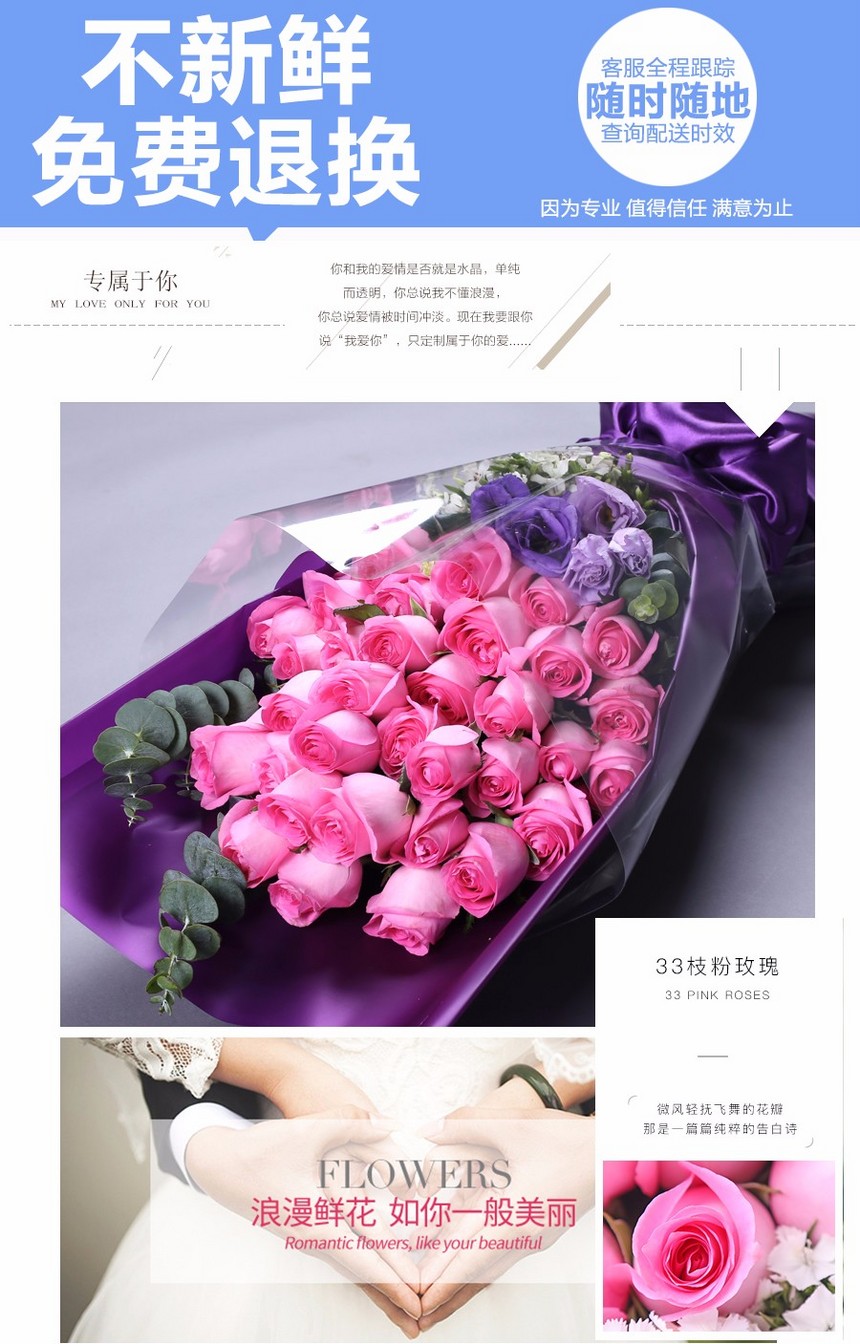 不新鲜
免费退换
客服全程跟踪
随时随地
查询配送时效
因为专业 值得信任 满意为止
专属于你
MY LOVE ONLY FOR YOU
你和我的爱情是否就是水晶，单纯
而透明，你总说我不懂浪漫，
你总说爱情被时间冲淡。现在我要跟你
说“我爱你”，只定制属于你的爱......
33枝粉玫瑰
33 PINK ROSES
微风轻抚飞舞的花瓣
那是一篇篇纯粹的告白诗
FLOWERS
浪漫鲜花 如你一般美丽
Romantic flowers, like your beautiful